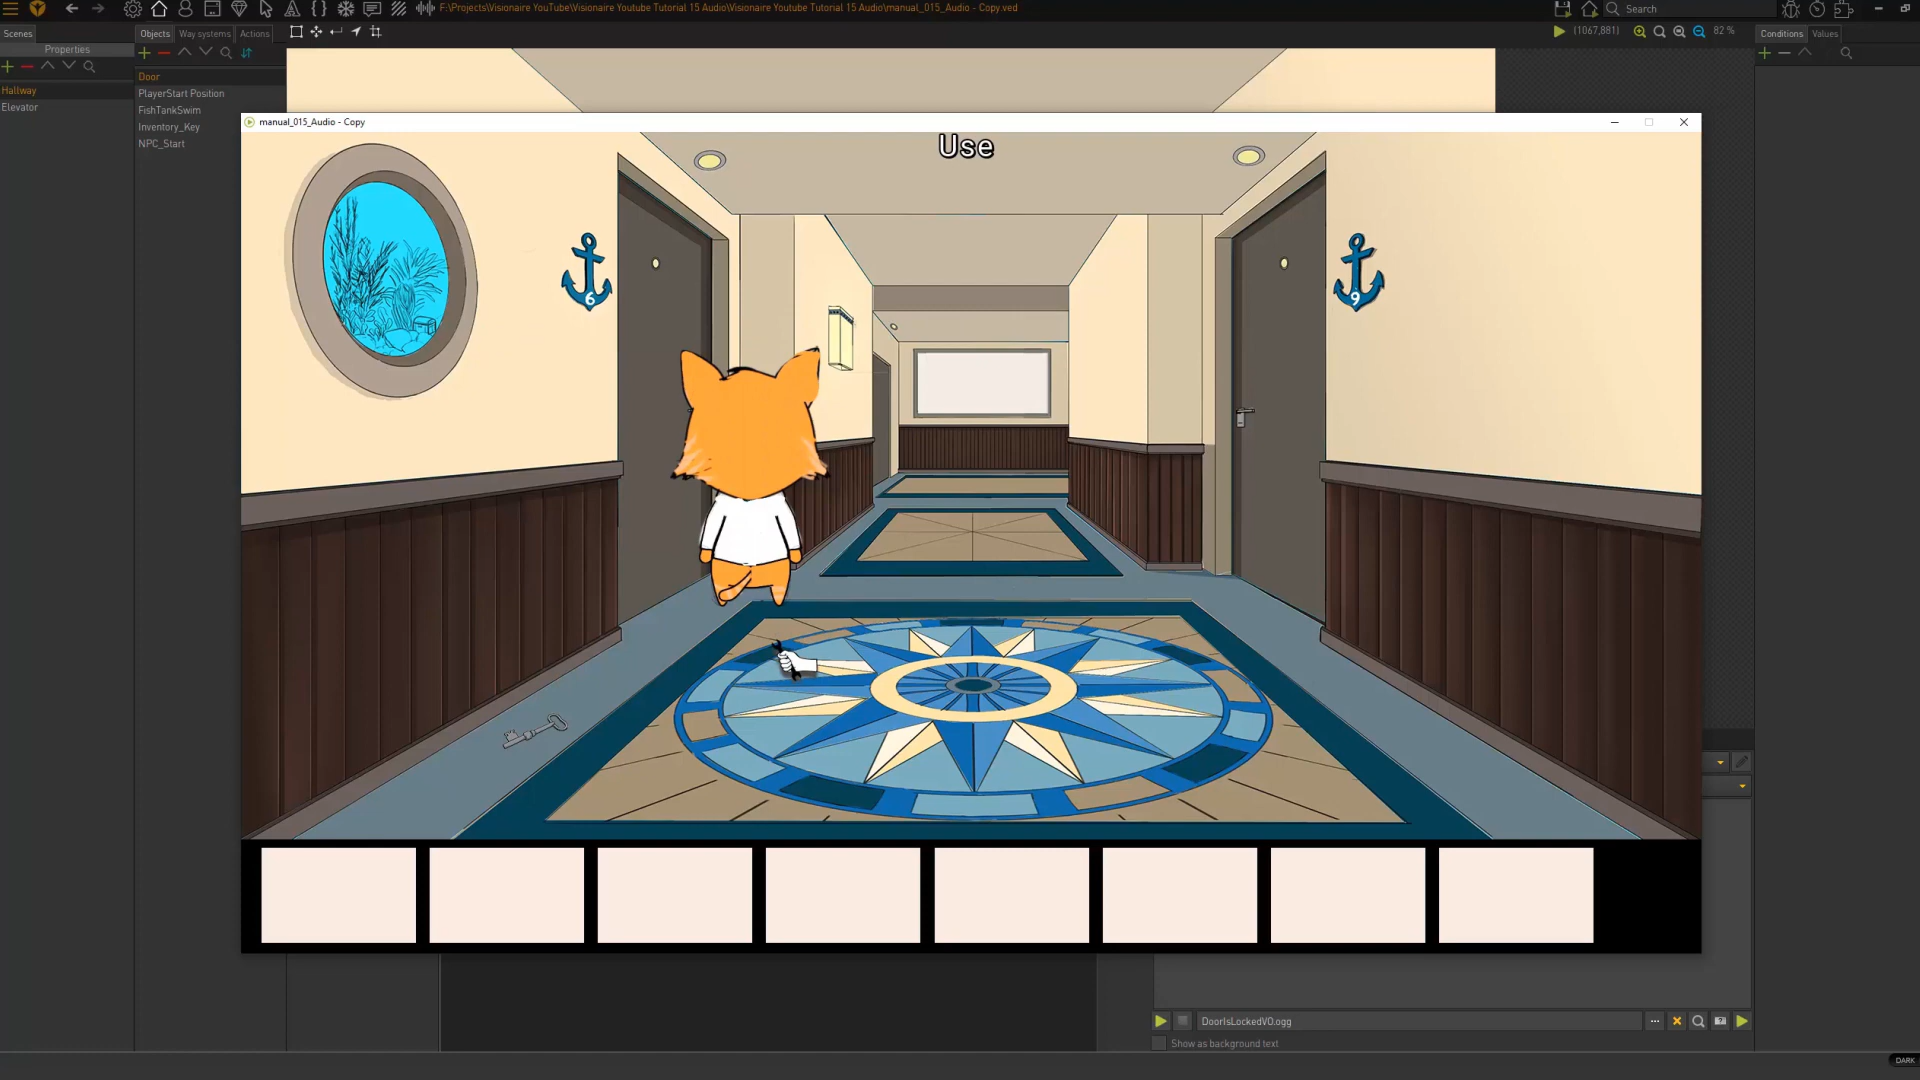 F:\Projects\Visionaire YouTube\Visionaire Youtube Tutorial 15 Audio\Visionaire Youtube Tutorial 15 Audio\manual_015_Audio - Copy.ved
Search
Scenes
Objects
Way systems
Actions
(1067,881)
82 %
Conditions
Values
Properties
Hallway
Elevator
Door
PlayerStart Position
FishTankSwim
Inventory_Key
NPC_Start
manual_015_Audio - Copy
Use
6
9
DoorIsLockedVO.ogg
Show as background text
DARK